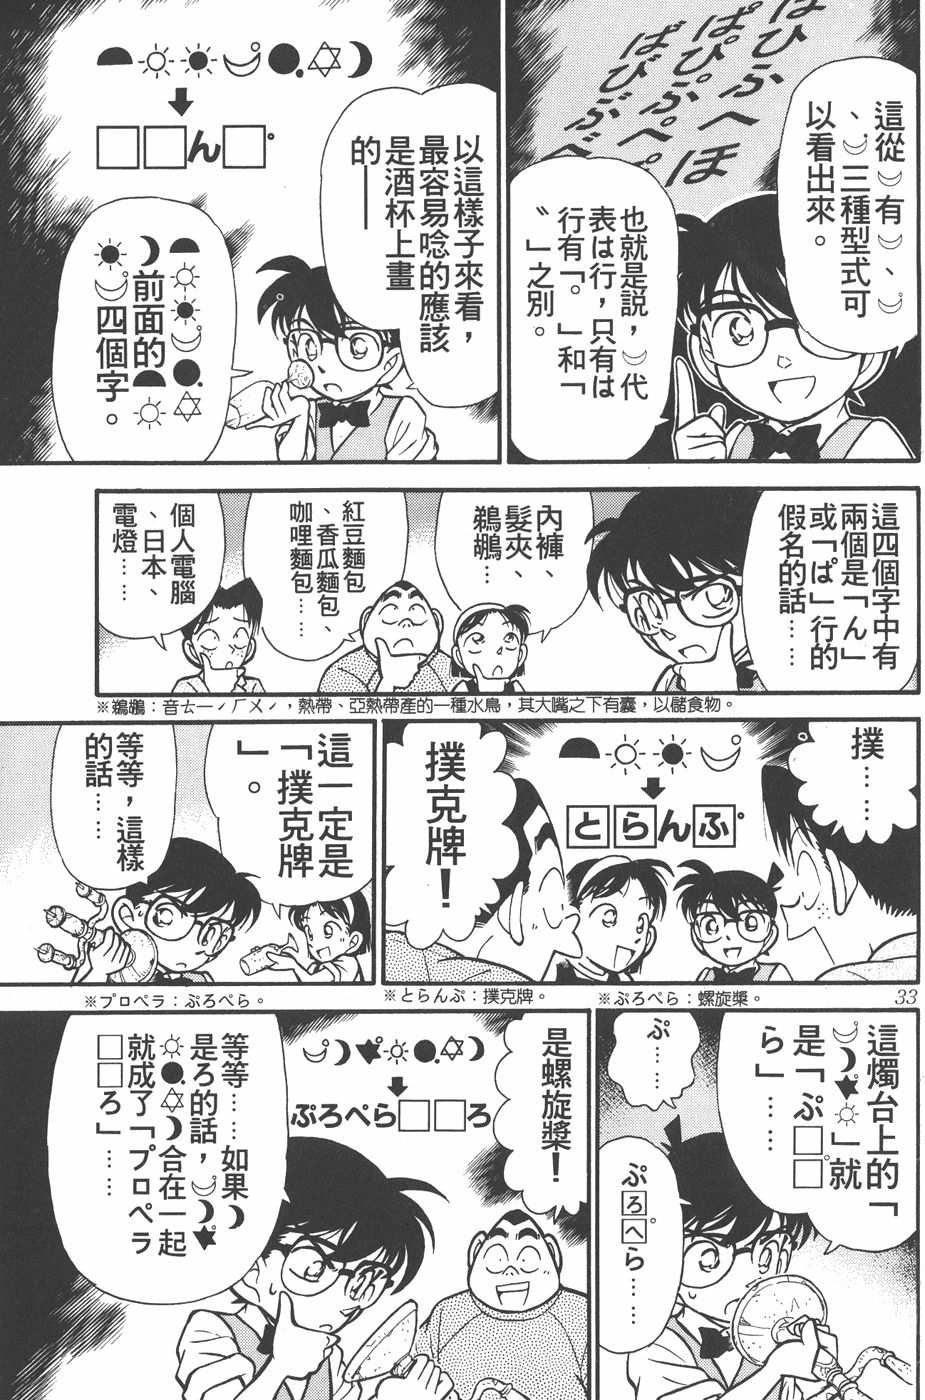 はひふへほ
ぱぴぷぺぽ
ばびぶべ
這從☽有、☽
、☽三種型式可
以看出來。
也就是説，☽代
表は行，只有は
行有「。」和「
〝」之別。
□□ん□゜
以這樣子來看，
最容易唸的應該
是酒杯上畫
的——
☽前面的
☽四個字。
這四個字中有
兩個是「ん」
或「ぱ」行的
假名的話……
內褲、
髮夾、
鵜鶘…
紅豆麵包
、香瓜麵包、
咖哩麵包……
個人電腦
、日本、
電燈……
※鵜鶘：音ㄊㄧˊㄏㄨˊ，熱帶、亞熱帶產的一種水鳥，其大嘴之下有囊，以儲食物。
撲……
とらんふ゜
撲克牌！
這一定是
「撲克牌
」。
等等，這樣
的話……
※ぷろぺら：螺旋槳。
※とらんぷ：撲克牌。
※プロペラ：ぷろぺら。
33
這燭台上的「
☽☽✶☼」就
是「ぷ□□゜
ら」……
ぷ……
ぷろへ゜ら……
是螺旋槳！
ぷろぺら□□ろ
等等……如果☽
是ろ的話，☽☽✶
☼●✡☽合在一起
就成了「プロペラ
□□ろ」……